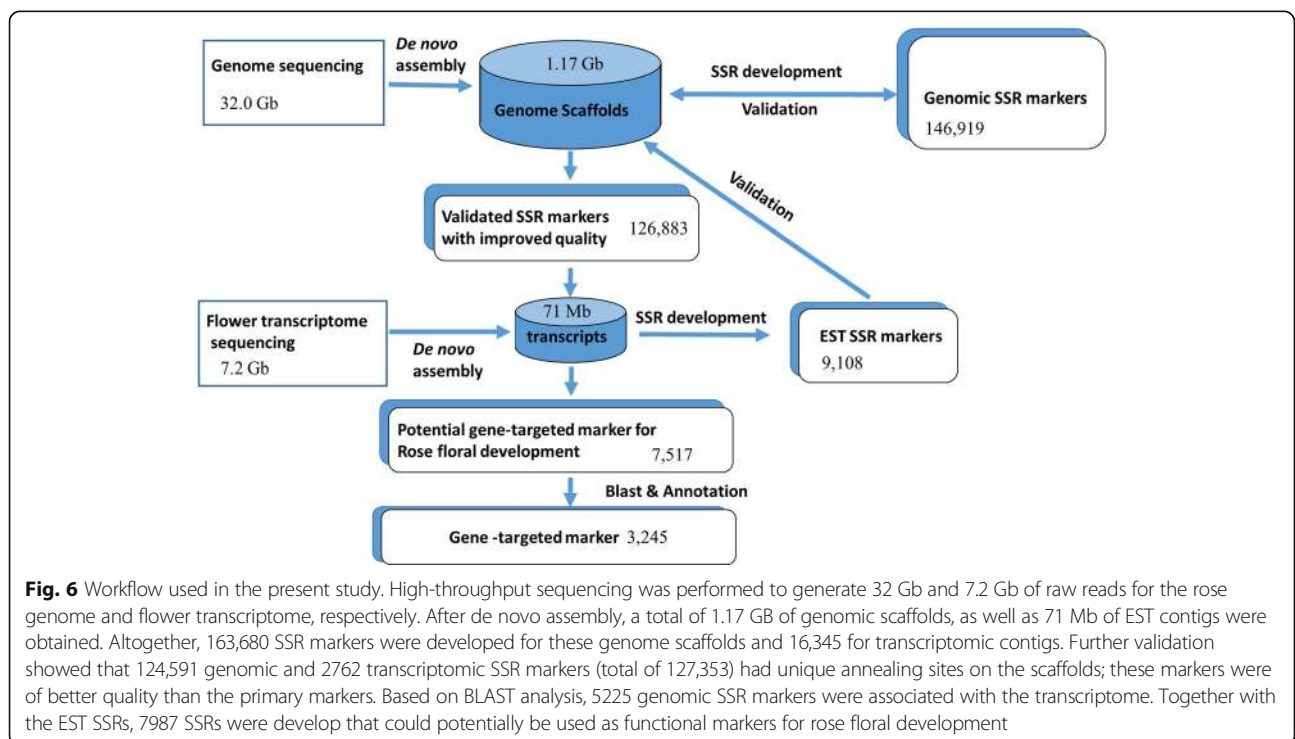 De novo
assembly
Genome sequencing
32.0 Gb
1.17 Gb
Genome Scaffolds
SSR development
Validation
Genomic SSR markers
146,919
Validation
Validated SSR markers
with improved quality
126,883
Flower transcriptome
sequencing
7.2 Gb
De novo
assembly
71 Mb
transcripts
SSR development
EST SSR markers
9,108
Potential gene-targeted marker for
Rose floral development
7,517
Blast & Annotation
Gene -targeted marker 3,245
Fig. 6 Workflow used in the present study. High-throughput sequencing was performed to generate 32 Gb and 7.2 Gb of raw reads for the rose
genome and flower transcriptome, respectively. After de novo assembly, a total of 1.17 GB of genomic scaffolds, as well as 71 Mb of EST contigs were
obtained. Altogether, 163,680 SSR markers were developed for these genome scaffolds and 16,345 for transcriptomic contigs. Further validation
showed that 124,591 genomic and 2762 transcriptomic SSR markers (total of 127,353) had unique annealing sites on the scaffolds; these markers were
of better quality than the primary markers. Based on BLAST analysis, 5225 genomic SSR markers were associated with the transcriptome. Together with
the EST SSRs, 7987 SSRs were develop that could potentially be used as functional markers for rose floral development